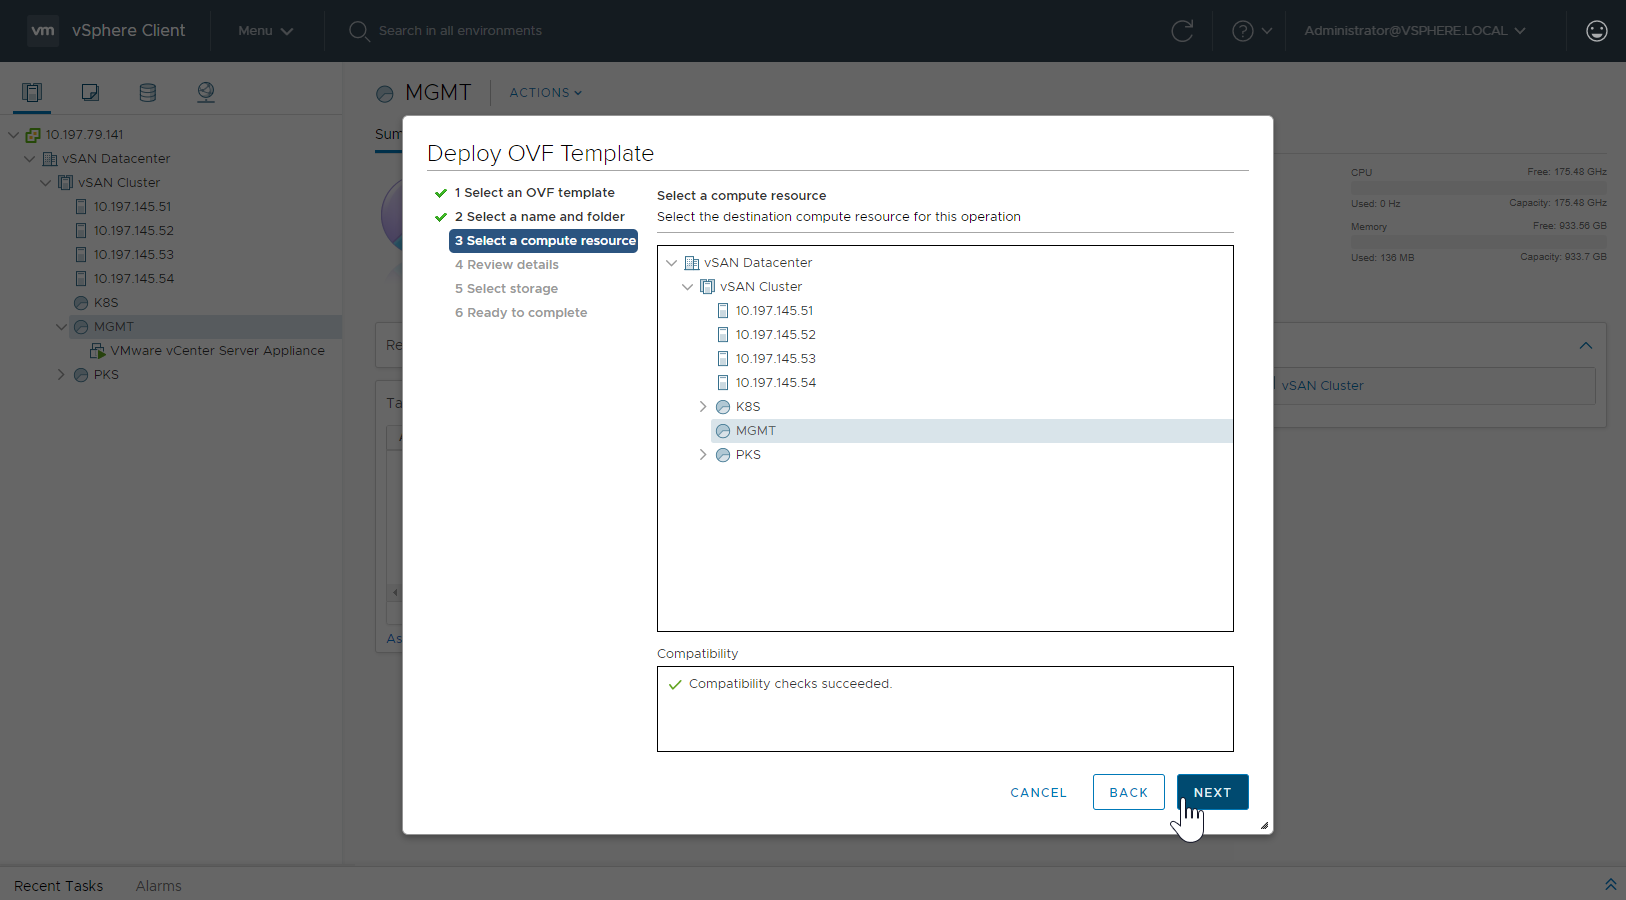 vm vSphere Client Menu Search in all environments Administrator@VSPHERE.LOCAL
10.197.79.141
vSAN Datacenter
vSAN Cluster
10.197.145.51
10.197.145.52
10.197.145.53
10.197.145.54
K8S
MGMT
VMware vCenter Server Appliance
PKS
MGMT ACTIONS
Sum
CPU Free: 175.48 GHz
Used: 0 Hz Capacity: 175.48 GHz
Memory Free: 933.56 GB
Used: 136 MB Capacity: 933.7 GB
Re
Ta
As
vSAN Cluster
Deploy OVF Template
1 Select an OVF template
2 Select a name and folder
3 Select a compute resource
4 Review details
5 Select storage
6 Ready to complete
Select a compute resource
Select the destination compute resource for this operation
vSAN Datacenter
vSAN Cluster
10.197.145.51
10.197.145.52
10.197.145.53
10.197.145.54
K8S
MGMT
PKS
Compatibility
Compatibility checks succeeded.
CANCEL BACK NEXT
Recent Tasks Alarms